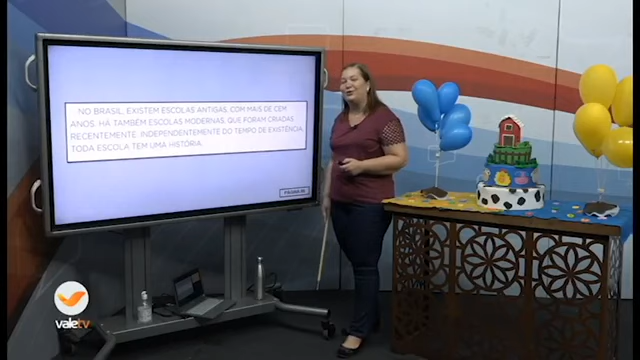 NO BRASIL, EXISTEM ESCOLAS ANTIGAS, COM MAIS DE CEM
ANOS. HÁ TAMBÉM ESCOLAS MODERNAS, QUE FORAM CRIADAS
RECENTEMENTE. INDEPENDENTEMENTE DO TEMPO DE EXISTÊNCIA,
TODA ESCOLA TEM UMA HISTÓRIA.
valetv